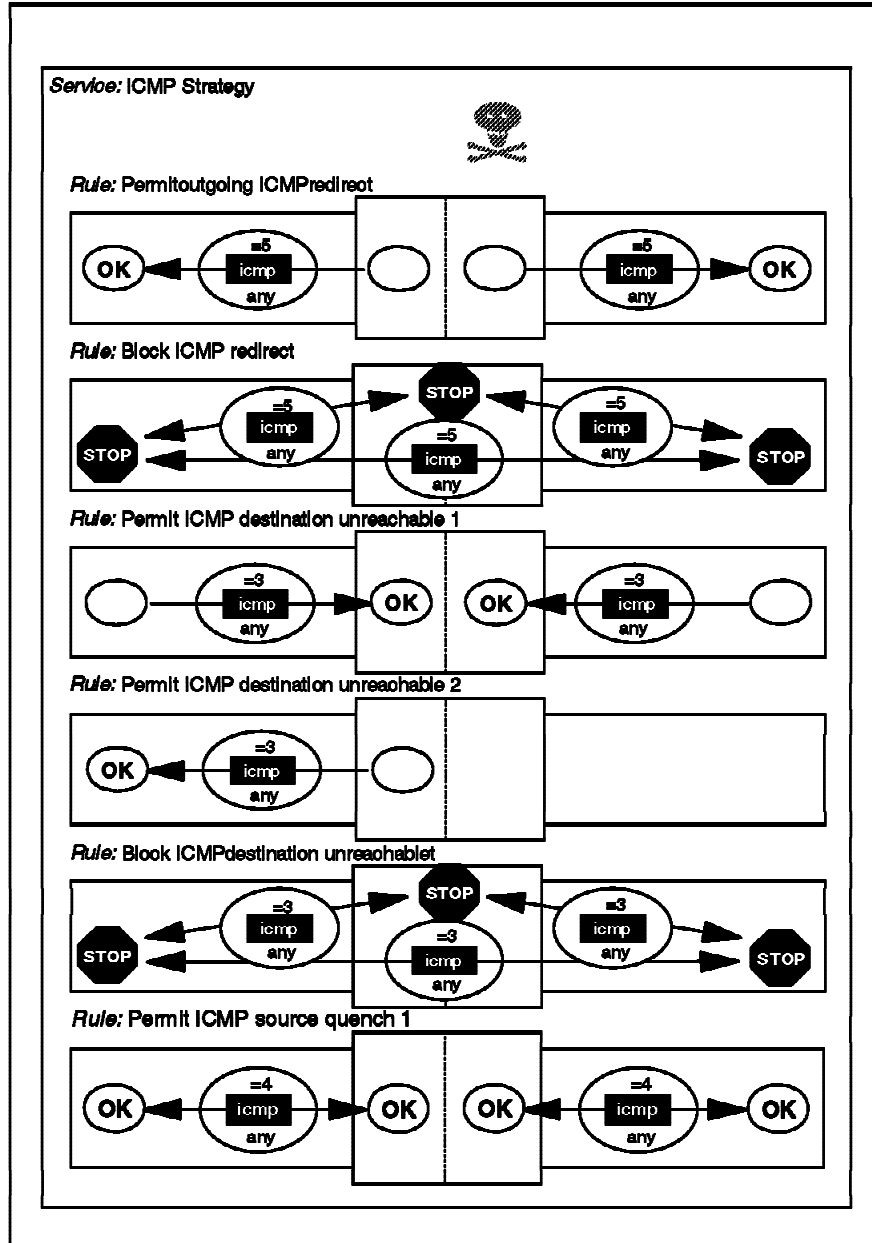 Service: ICMP Strategy
Rule: Permitoutgoing ICMPredirect
=5 =5
OK icmp icmp OK
any any
Rule: Block ICMP redirect
STOP
=5 =5
icmp =5 icmp
STOP any icmp any STOP
any
Rule: Permit ICMP destination unreachable 1
=3 =3
icmp OK OK icmp
any any
Rule: Permit ICMP destination unreachable 2
=3
OK icmp
any
Rule: Block ICMPdestination unreachablet
STOP
=3 =3
icmp =3 icmp
STOP any icmp any STOP
any
Rule: Permit ICMP source quench 1
=4 =4
OK icmp OK OK icmp OK
any any